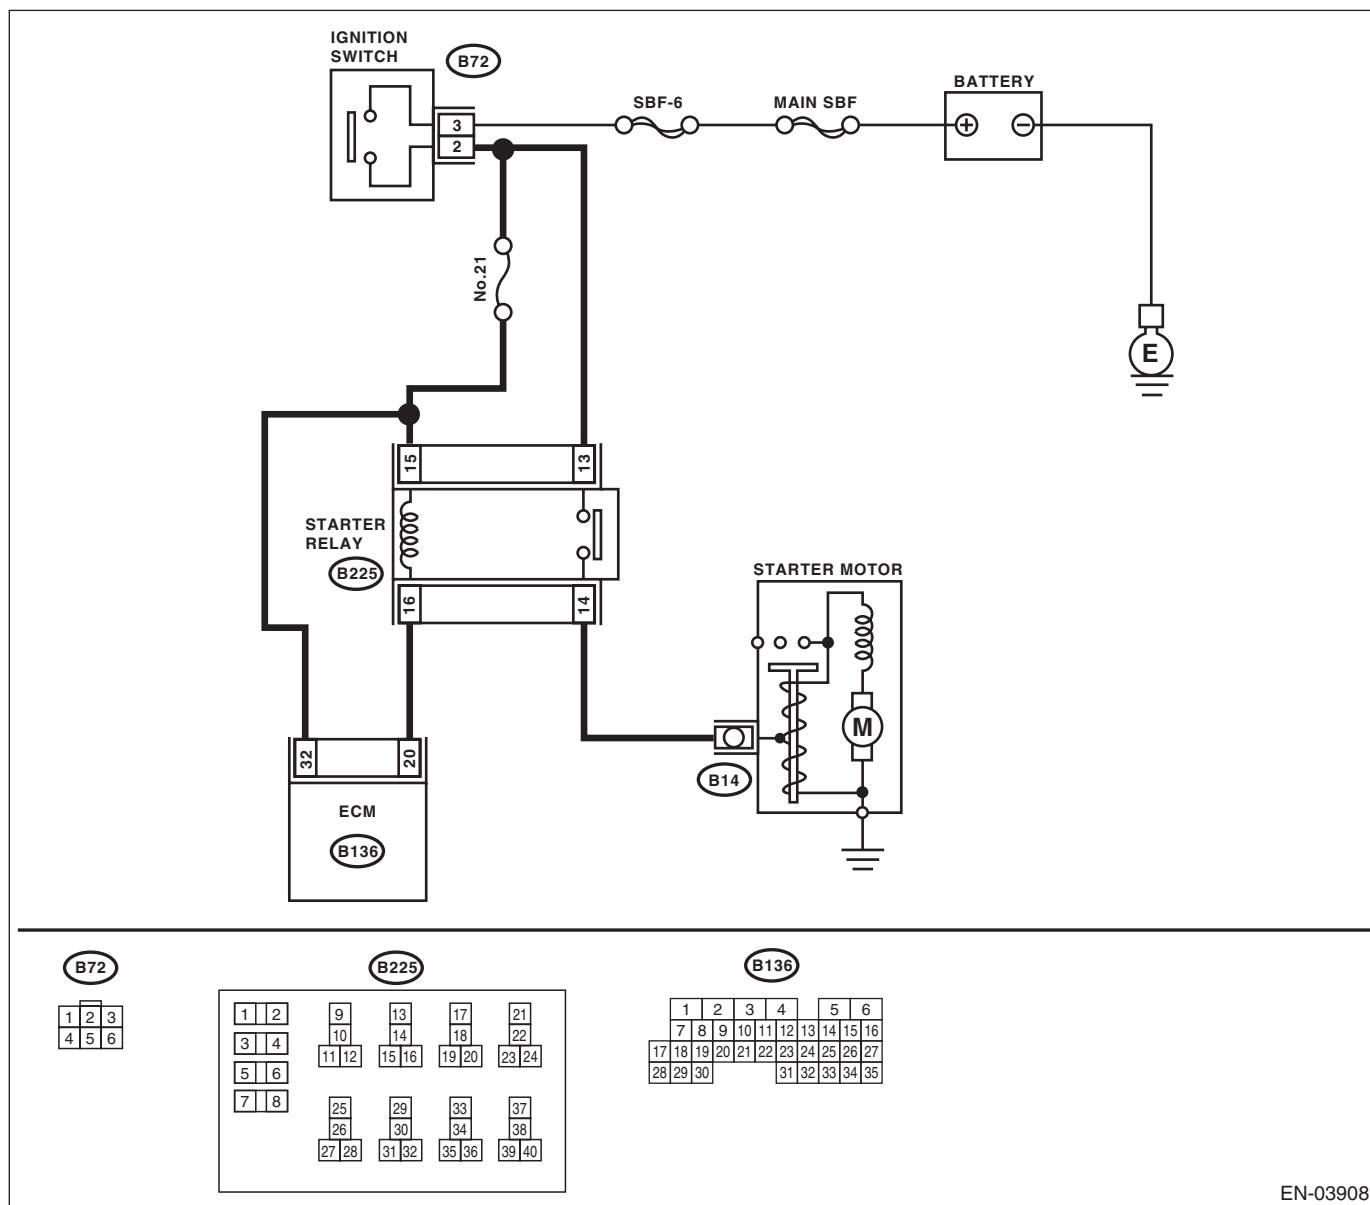 IGNITION
SWITCH
B72
SBF-6
MAIN SBF
BATTERY
3
2
+
−
No.21
E
15
13
STARTER
RELAY
B225
16
14
STARTER MOTOR
M
B14
32
20
ECM
B136
B72
1 2 3
4 5 6
B225
1 2
3 4
5 6
7 8
9
10
11 12
13
14
15 16
17
18
19 20
21
22
23 24
25
26
27 28
29
30
31 32
33
34
35 36
37
38
39 40
B136
1 2 3 4 5 6
7 8 9 10 11 12 13 14 15 16
17 18 19 20 21 22 23 24 25 26 27
28 29 30 31 32 33 34 35
EN-03908